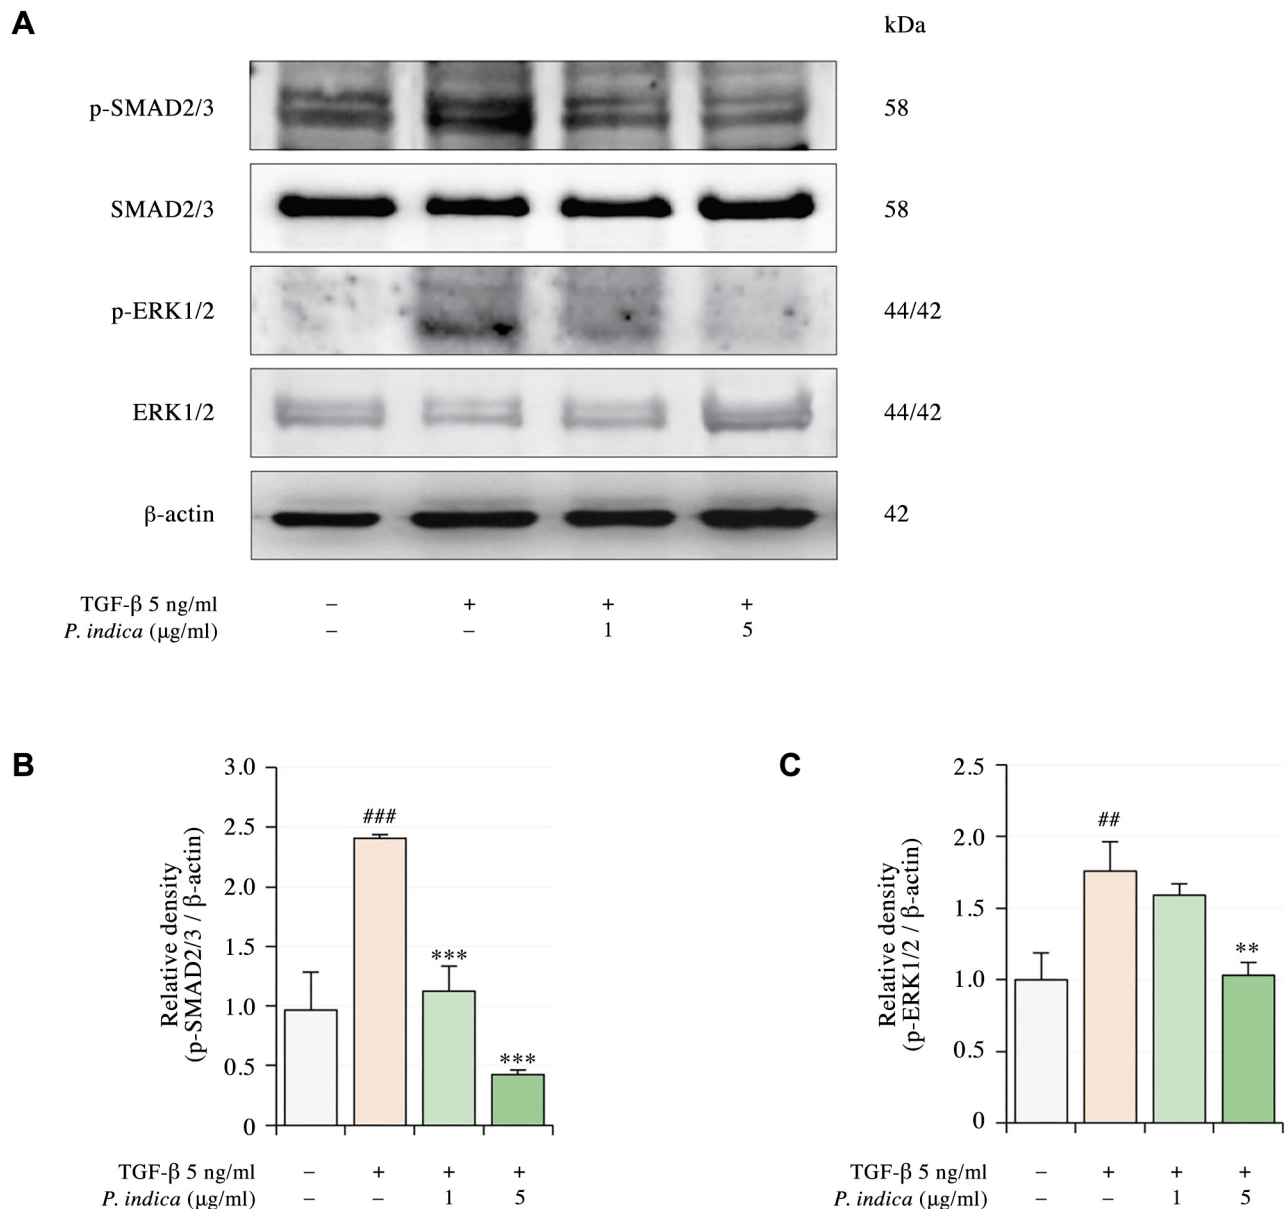 A
kDa
p-SMAD2/3 58
SMAD2/3 58
p-ERK1/2 44/42
ERK1/2 44/42
β-actin 42
TGF-β 5 ng/ml – + + +
P. indica (μg/ml) – – 1 5
B
Relative density
(p-SMAD2/3 / β-actin)
3.0
2.5
2.0
1.5
1.0
0.5
0
###
***
***
TGF-β 5 ng/ml – + + +
P. indica (μg/ml) – – 1 5
C
Relative density
(p-ERK1/2 / β-actin)
2.5
2.0
1.5
1.0
0.5
0
##
**
TGF-β 5 ng/ml – + + +
P. indica (μg/ml) – – 1 5